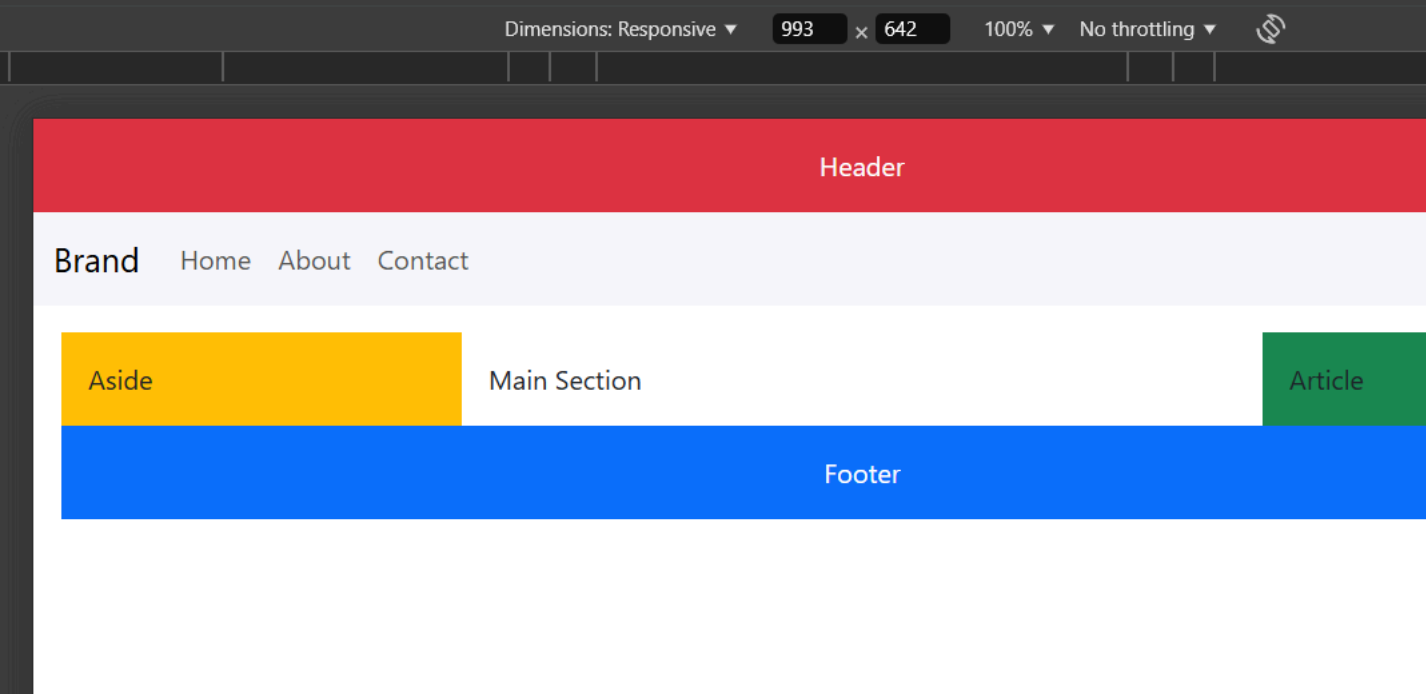 Dimensions: Responsive ▼ 993 × 642 100% ▼ No throttling ▼
Header
Brand Home About Contact
Aside Main Section Article
Footer